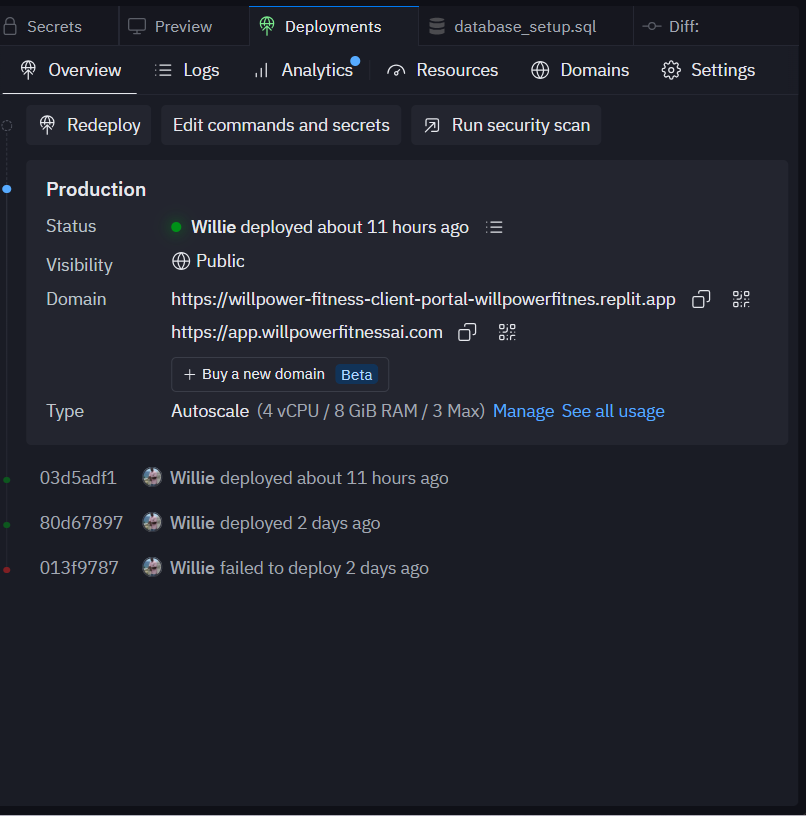 Secrets Preview Deployments database_setup.sql Diff:
Overview Logs Analytics Resources Domains Settings
Redeploy Edit commands and secrets Run security scan
Production
Status Willie deployed about 11 hours ago
Visibility Public
Domain https://willpower-fitness-client-portal-willpowerfitnes.replit.app
https://app.willpowerfitnessai.com
+ Buy a new domain Beta
Type Autoscale (4 vCPU / 8 GiB RAM / 3 Max) Manage See all usage
03d5adf1 Willie deployed about 11 hours ago
80d67897 Willie deployed 2 days ago
013f9787 Willie failed to deploy 2 days ago